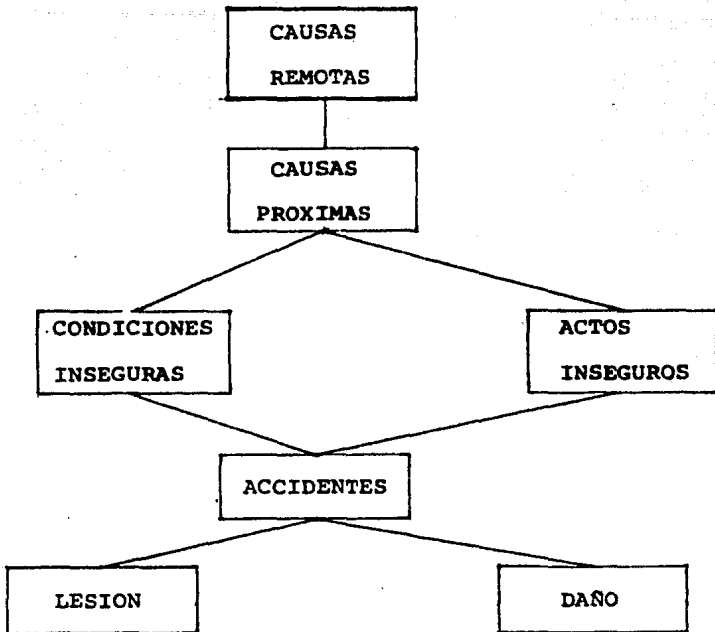 CAUSAS
REMOTAS
CAUSAS
PROXIMAS
CONDICIONES
INSEGURAS
ACTOS
INSEGUROS
ACCIDENTES
LESION
DAÑO